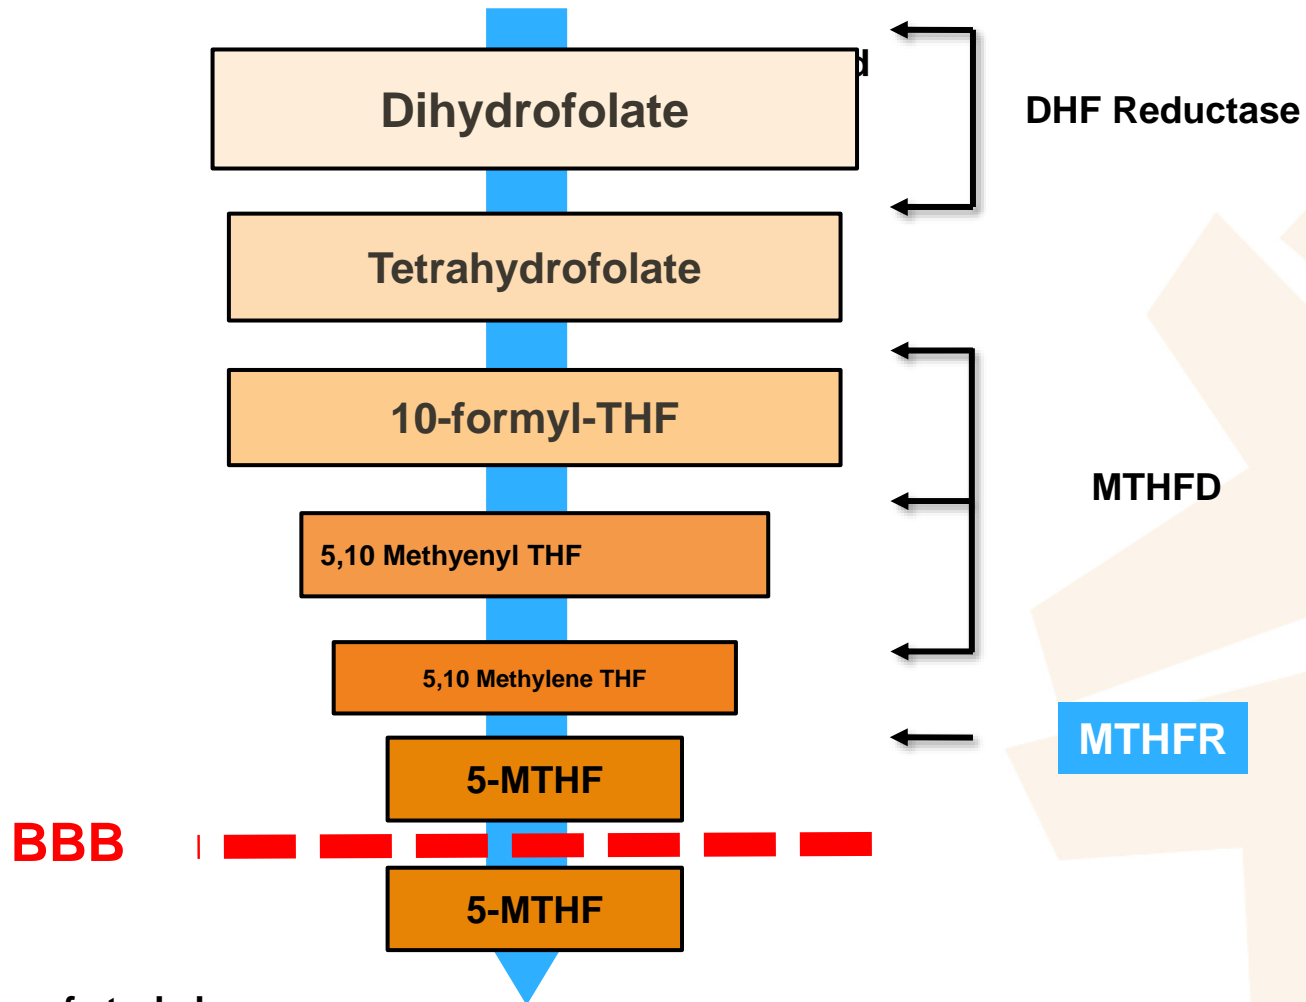 Dihydrofolate
DHF Reductase
Tetrahydrofolate
10-formyl-THF
MTHFD
5,10 Methyenyl THF
5,10 Methylene THF
MTHFR
5-MTHF
BBB
5-MTHF